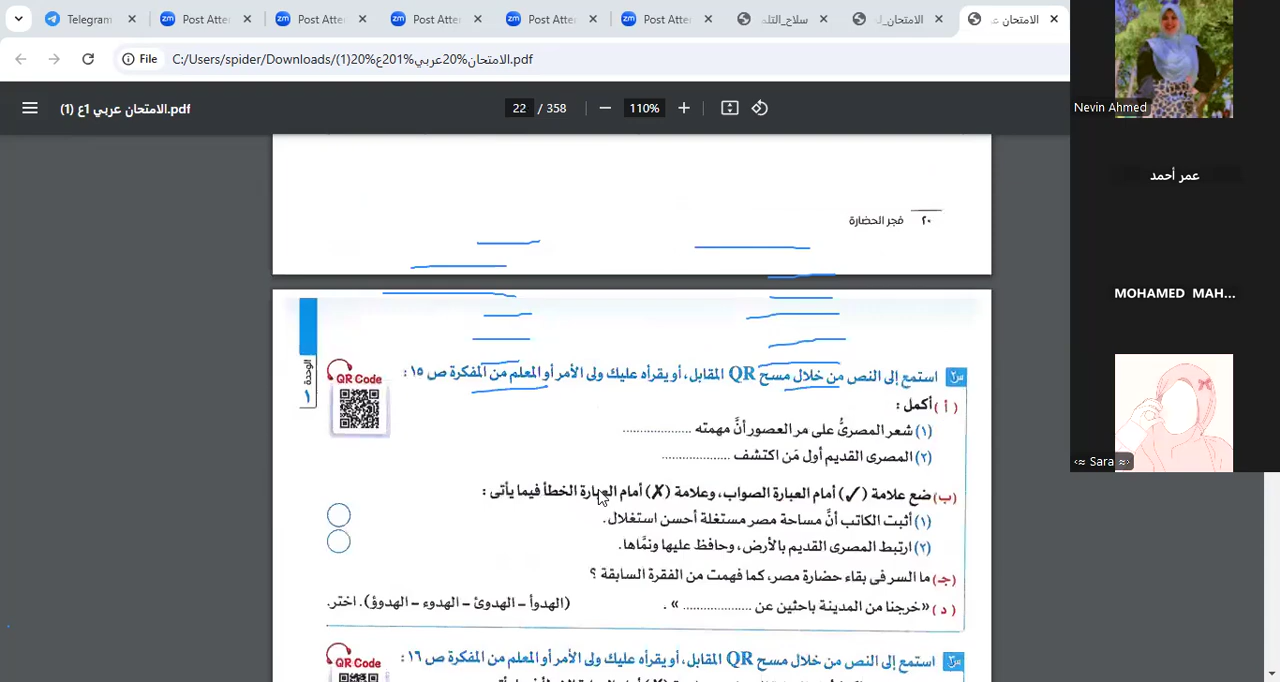 Telegram
Post Atte
Post Atte
Post Atte
Post Atte
Post Atte
سلاح_التلم
الامتحان_ل
الامتحان ع
File
C:/Users/spider/Downloads/(1)20%الامتحان%20عربي%201ع.pdf
الامتحان عربي 1ع (1).pdf
22 / 358
110%
Nevin Ahmed
عمر أحمد
MOHAMED MAH...
<≈ Sara ≈>
٢٠ فجر الحضارة
الوحدة ١
QR Code
س٢ استمع إلى النص من خلال مسح QR المقابل، أو يقرأه عليك ولى الأمر أو المعلم من المفكرة ص ١٥ :
( أ ) أكمل :
(١) شعر المصرىُّ على مر العصور أنَّ مهمته ..................
(٢) المصرى القديم أول مَن اكتشف ..................
(ب) ضع علامة (✓) أمام العبارة الصواب، وعلامة (✗) أمام العبارة الخطأ فيما يأتى :
(١) أثبت الكاتب أنَّ مساحة مصر مستغلة أحسن استغلال.
(٢) ارتبط المصرى القديم بالأرض، وحافظ عليها ونمَّاها.
(جـ) ما السر فى بقاء حضارة مصر، كما فهمت من الفقرة السابقة ؟
( د ) «خرجنا من المدينة باحثين عن .................. » . (الهدوأ – الهدوئ – الهدوء – الهدوؤ). اختر.
QR Code
س٣ استمع إلى النص من خلال مسح QR المقابل، أو يقرأه عليك ولى الأمر أو المعلم من المفكرة ص ١٦ :